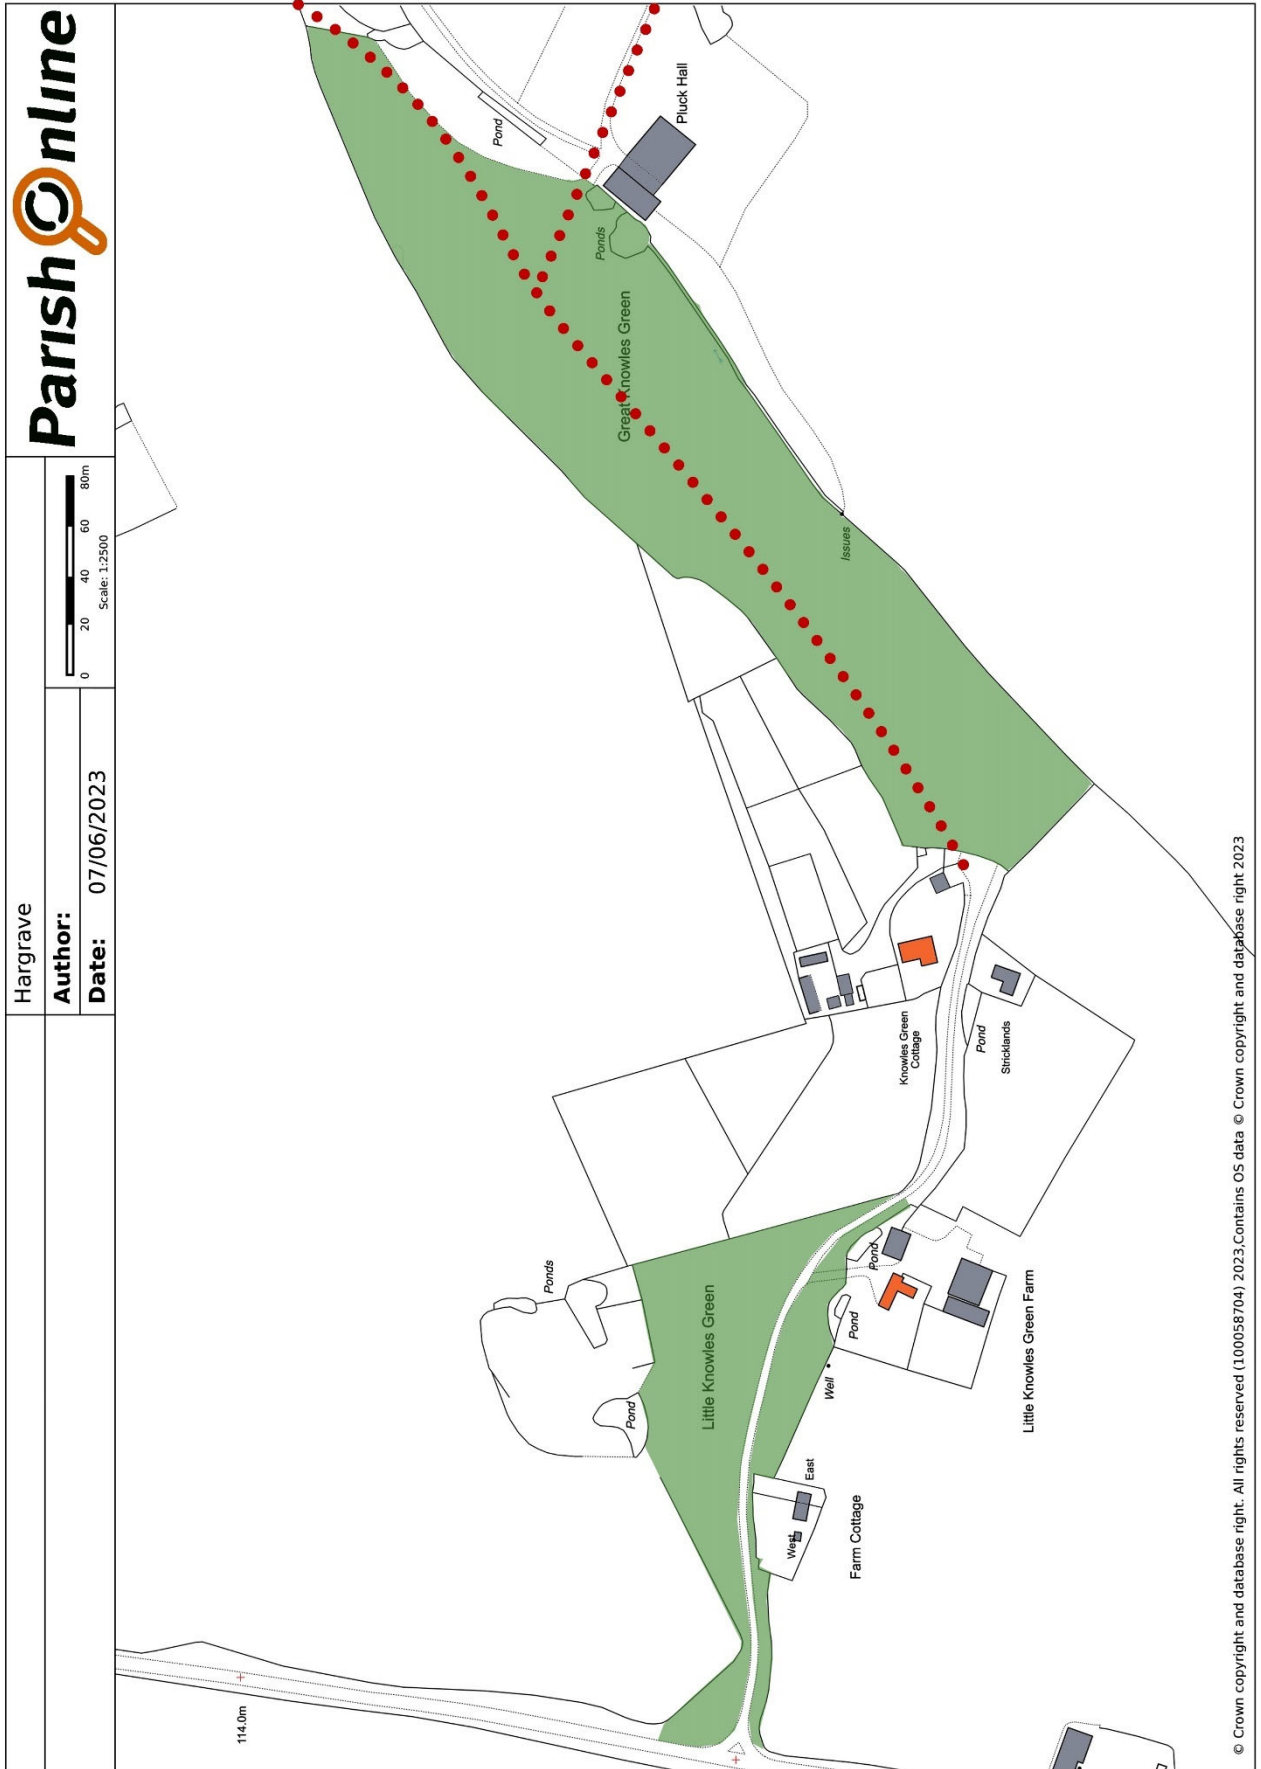 Hargrave
Author:
Date: 07/06/2023
0 20 40 60 80m
Scale: 1:2500
Parish Online
114.0m
Pond
Ponds
Little Knowles Green
West
East
Farm Cottage
Well
Pond
Pond
Little Knowles Green Farm
Knowles Green
Cottage
Pond
Stricklands
Issues
Great Knowles Green
Ponds
Pond
Pluck Hall
© Crown copyright and database right. All rights reserved (100058704) 2023,Contains OS data © Crown copyright and database right 2023